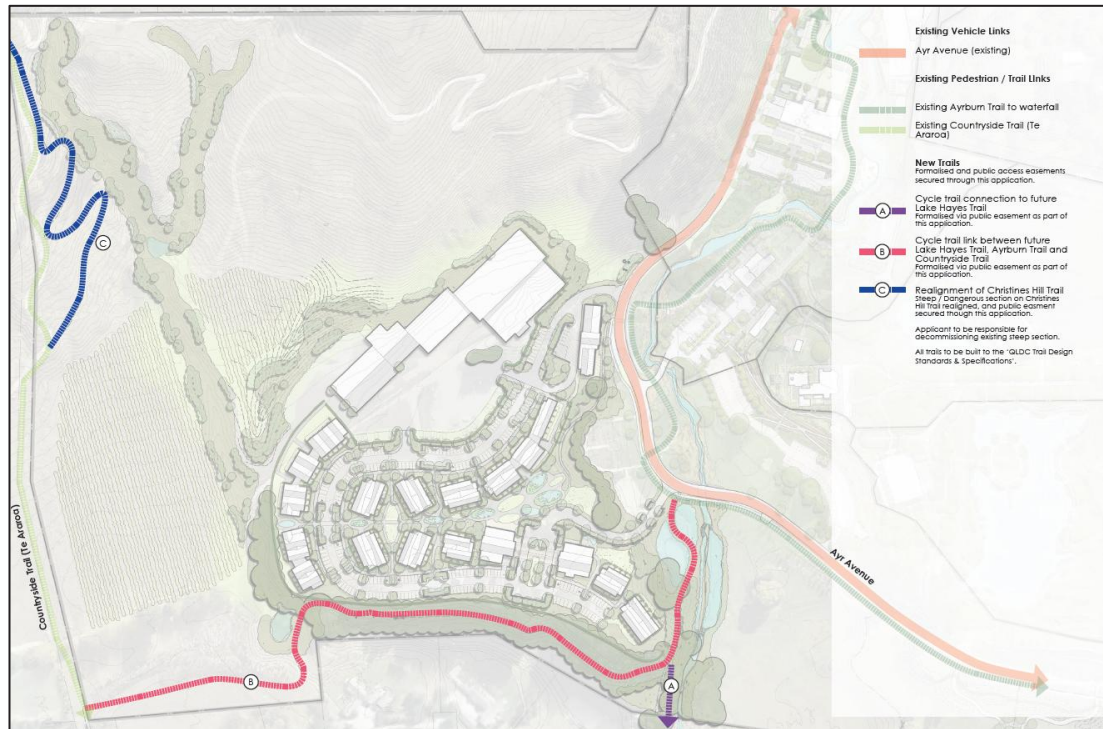 Existing Vehicle Links
Ayr Avenue (existing)
Existing Pedestrian / Trail Links
Existing Ayrburn Trail to waterfall
Existing Countryside Trail (Te
Araroa)
New Trails
Formalised and public access easements
secured through this application.
A
Cycle trail connection to future
Lake Hayes Trail
Formalised via public easement as part of
this application.
B
Cycle trail link between future
Lake Hayes Trail, Ayrburn Trail and
Countryside Trail
Formalised via public easement as part of
this application.
C
Realignment of Christines Hill Trail
Steep / Dangerous section on Christines
Hill Trail realigned, and public easment
secured though this application.
Applicant to be responsible for
decommissioning existing steep section.
All trails to be built to the 'QLDC Trail Design
Standards & Specifications'.
C
Countryside Trail (Te Araroa)
Ayr Avenue
B
A